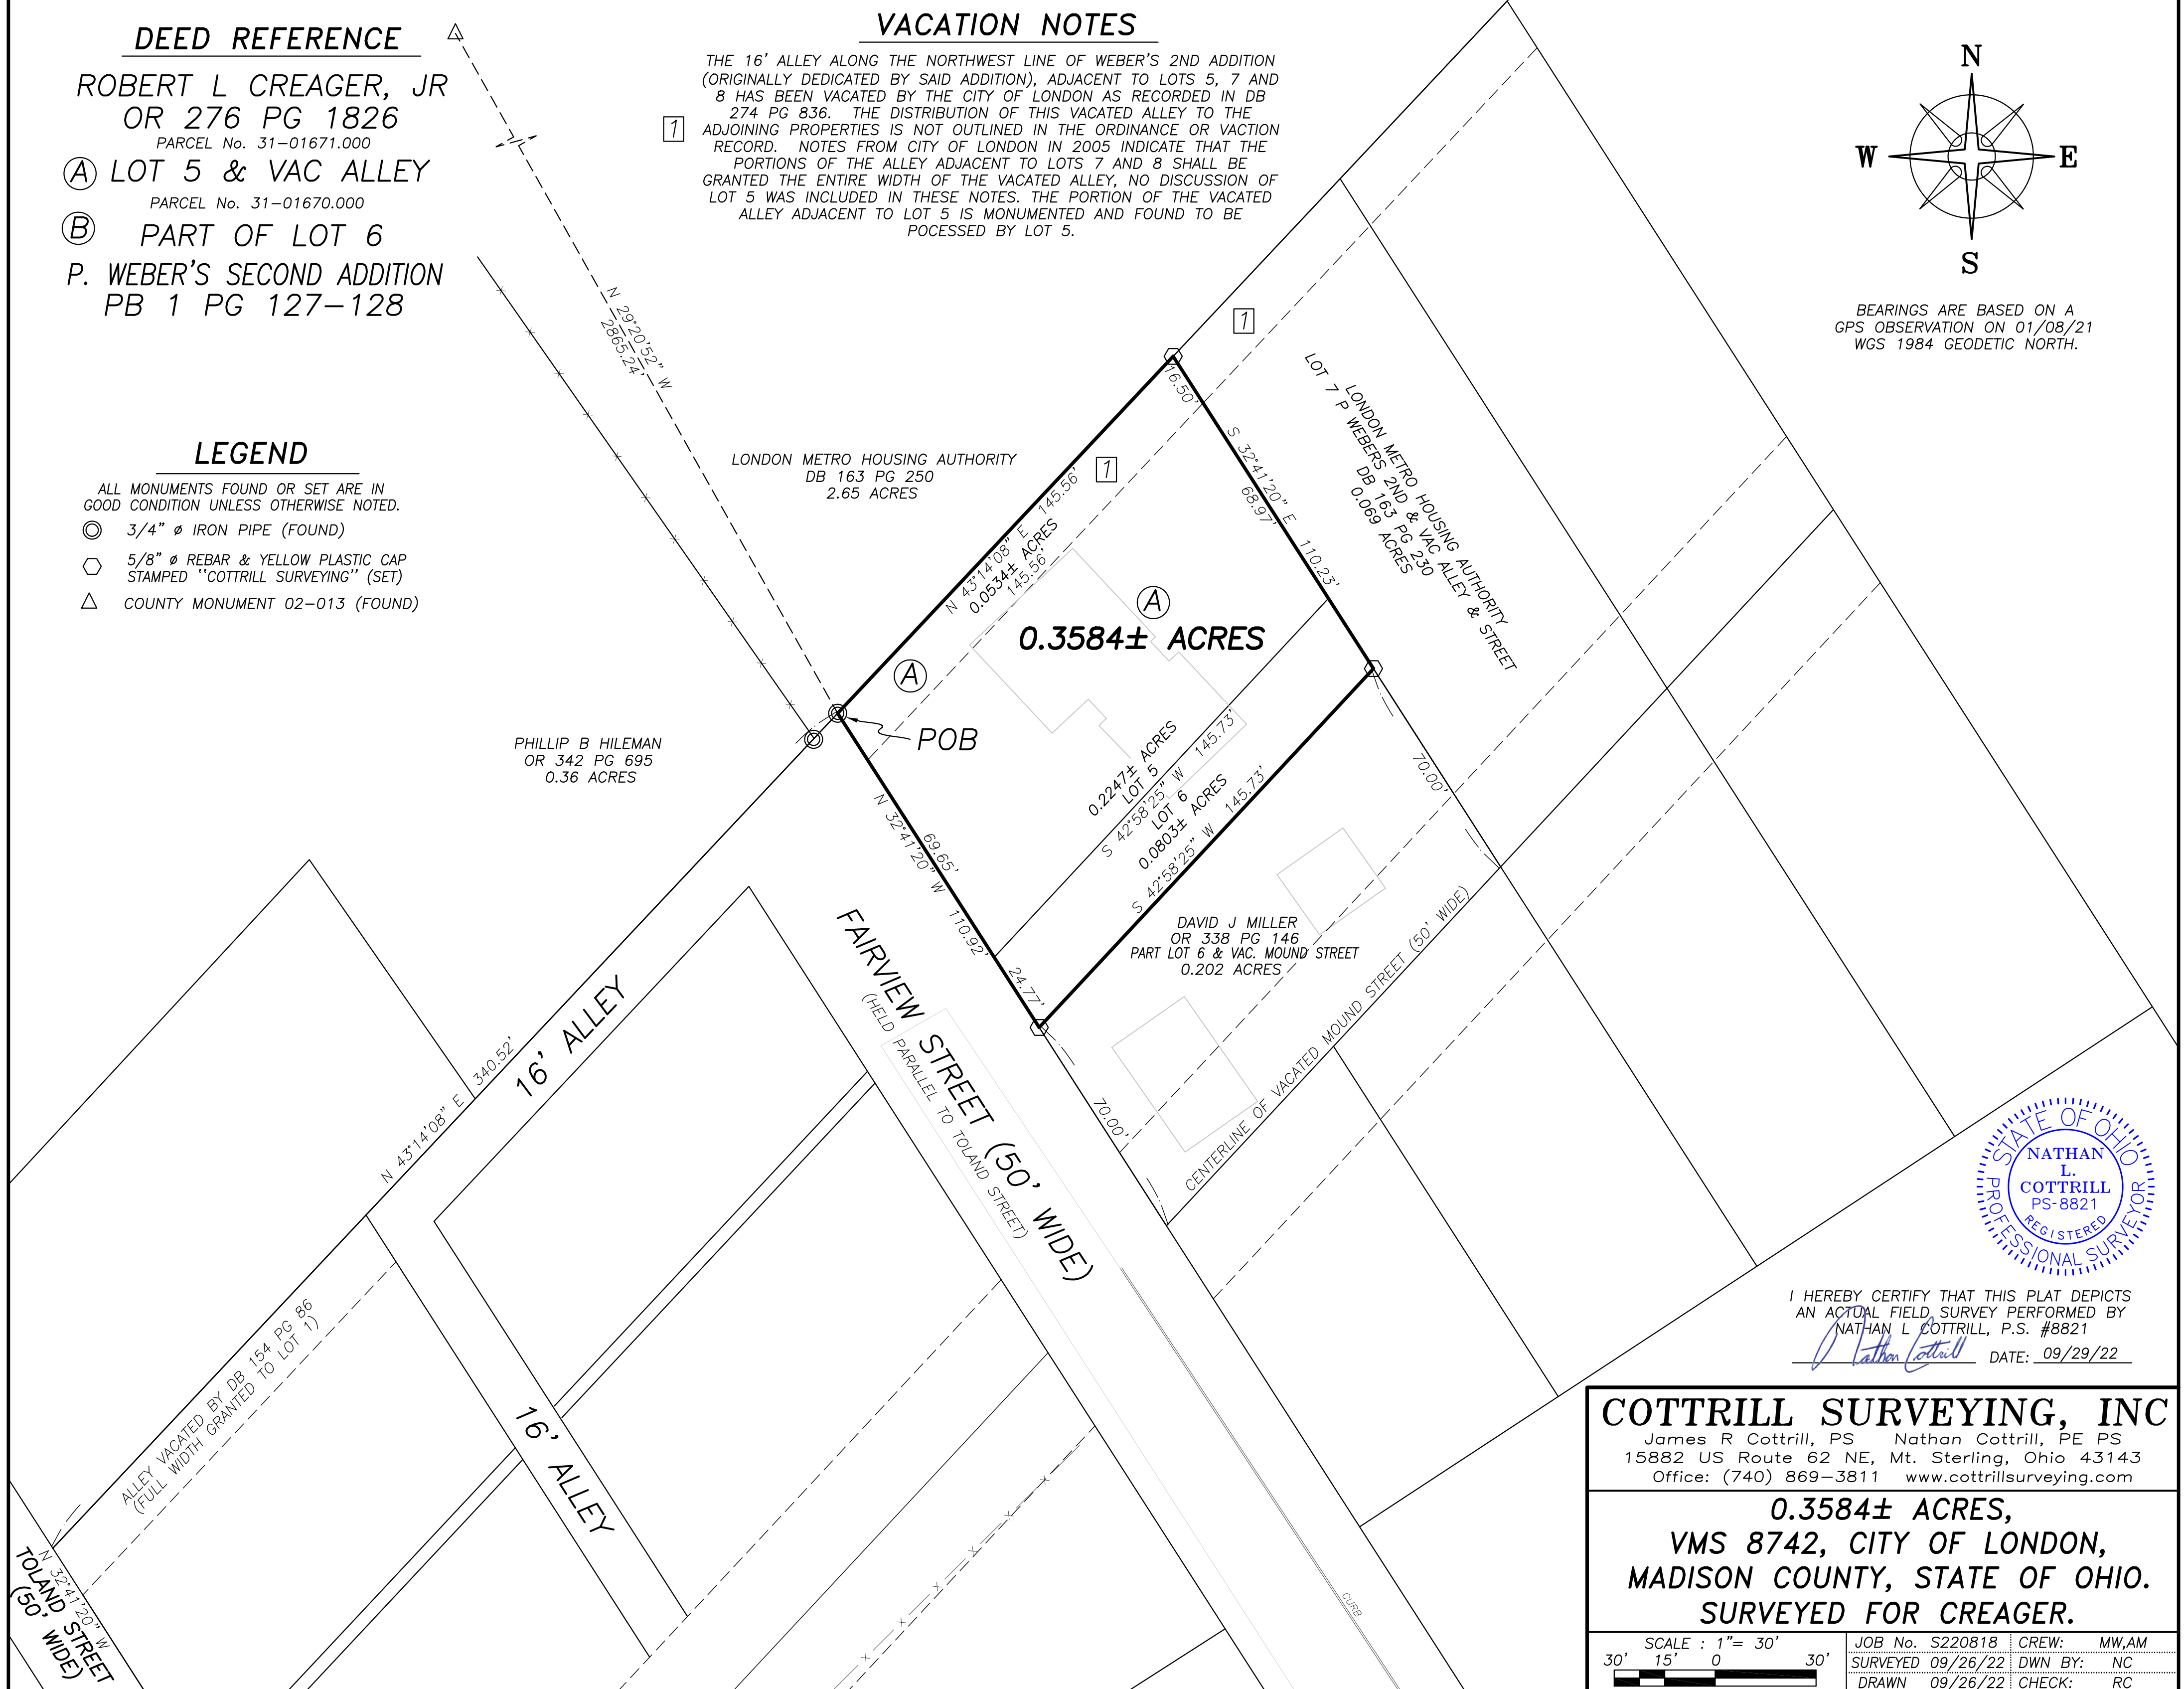 DEED REFERENCE
ROBERT L CREAGER, JR
OR 276 PG 1826
PARCEL No. 31-01671.000
A LOT 5 & VAC ALLEY
PARCEL No. 31-01670.000
B PART OF LOT 6
P. WEBER'S SECOND ADDITION
PB 1 PG 127-128
LEGEND
ALL MONUMENTS FOUND OR SET ARE IN
GOOD CONDITION UNLESS OTHERWISE NOTED.
3/4" ø IRON PIPE (FOUND)
5/8" ø REBAR & YELLOW PLASTIC CAP
STAMPED "COTTRILL SURVEYING" (SET)
COUNTY MONUMENT 02-013 (FOUND)
VACATION NOTES
THE 16' ALLEY ALONG THE NORTHWEST LINE OF WEBER'S 2ND ADDITION
(ORIGINALLY DEDICATED BY SAID ADDITION), ADJACENT TO LOTS 5, 7 AND
8 HAS BEEN VACATED BY THE CITY OF LONDON AS RECORDED IN DB
274 PG 836. THE DISTRIBUTION OF THIS VACATED ALLEY TO THE
1 ADJOINING PROPERTIES IS NOT OUTLINED IN THE ORDINANCE OR VACTION
RECORD. NOTES FROM CITY OF LONDON IN 2005 INDICATE THAT THE
PORTIONS OF THE ALLEY ADJACENT TO LOTS 7 AND 8 SHALL BE
GRANTED THE ENTIRE WIDTH OF THE VACATED ALLEY, NO DISCUSSION OF
LOT 5 WAS INCLUDED IN THESE NOTES. THE PORTION OF THE VACATED
ALLEY ADJACENT TO LOT 5 IS MONUMENTED AND FOUND TO BE
POCESSED BY LOT 5.
N
W E
S
BEARINGS ARE BASED ON A
GPS OBSERVATION ON 01/08/21
WGS 1984 GEODETIC NORTH.
N 29°20'52" W
2865.24'
LONDON METRO HOUSING AUTHORITY
DB 163 PG 250
2.65 ACRES
1
1
16.50'
N 43°14'08" E 145.56'
0.0534± ACRES
145.56'
S 32°41'20" E 110.23'
68.97'
LONDON METRO HOUSING AUTHORITY
LOT 7 P WEBERS 2ND & VAC ALLEY & STREET
DB 163 PG 230
0.069 ACRES
A
0.3584± ACRES
A
POB
PHILLIP B HILEMAN
OR 342 PG 695
0.36 ACRES
0.2247± ACRES
LOT 5
S 42°58'25" W 145.73'
LOT 6
0.0803± ACRES
S 42°58'25" W 145.73'
69.65'
N 32°41'20" W 110.92'
24.77'
70.00'
70.00'
DAVID J MILLER
OR 338 PG 146
PART LOT 6 & VAC. MOUND STREET
0.202 ACRES
CENTERLINE OF VACATED MOUND STREET (50' WIDE)
FAIRVIEW STREET (50' WIDE)
(HELD PARALLEL TO TOLAND STREET)
16' ALLEY
N 43°14'08" E 340.52'
16' ALLEY
ALLEY VACATED BY DB 154 PG 86
(FULL WIDTH GRANTED TO LOT 1)
N 32°41'20" W
TOLAND STREET
(50' WIDE)
CURB
STATE OF OHIO
NATHAN
L.
COTTRILL
PS-8821
REGISTERED
PROFESSIONAL SURVEYOR
I HEREBY CERTIFY THAT THIS PLAT DEPICTS
AN ACTUAL FIELD SURVEY PERFORMED BY
NATHAN L COTTRILL, P.S. #8821
Nathan Cottrill DATE: 09/29/22
COTTRILL SURVEYING, INC
James R Cottrill, PS Nathan Cottrill, PE PS
15882 US Route 62 NE, Mt. Sterling, Ohio 43143
Office: (740) 869-3811 www.cottrillsurveying.com
0.3584± ACRES,
VMS 8742, CITY OF LONDON,
MADISON COUNTY, STATE OF OHIO.
SURVEYED FOR CREAGER.
SCALE : 1"= 30'
30' 15' 0 30'
JOB No. S220818 CREW: MW,AM
SURVEYED 09/26/22 DWN BY: NC
DRAWN 09/26/22 CHECK: RC